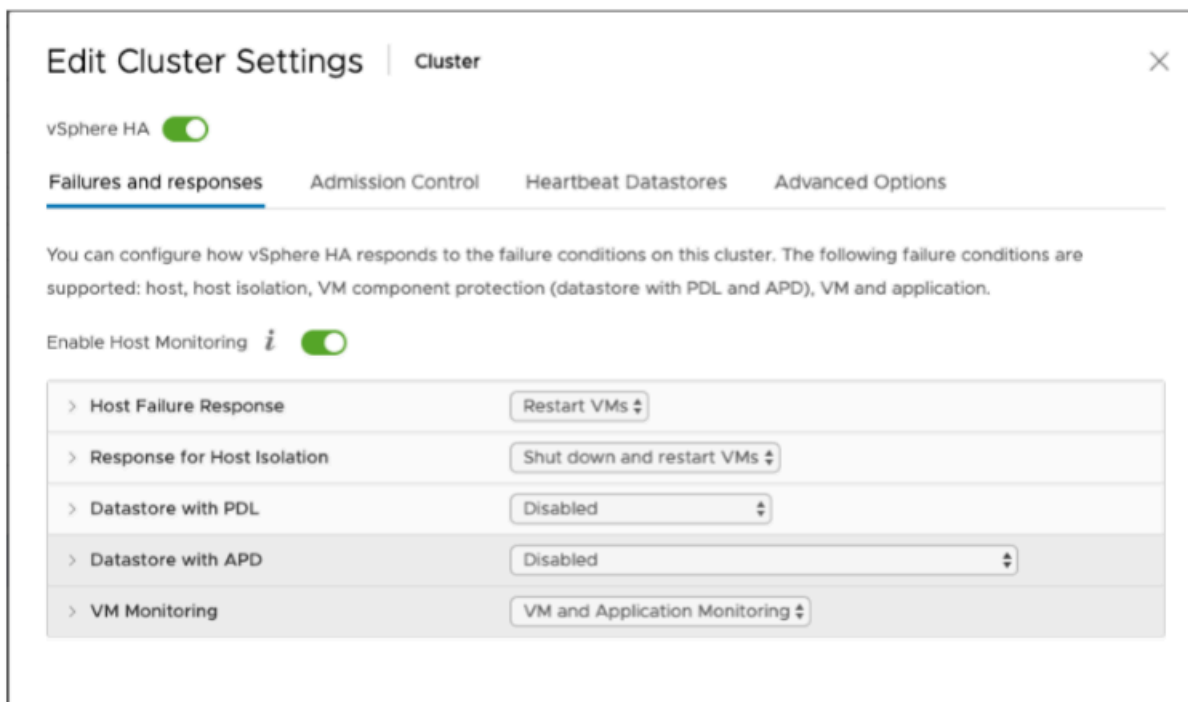 Edit Cluster Settings Cluster
vSphere HA
Failures and responses Admission Control Heartbeat Datastores Advanced Options
You can configure how vSphere HA responds to the failure conditions on this cluster. The following failure conditions are
supported: host, host isolation, VM component protection (datastore with PDL and APD), VM and application.
Enable Host Monitoring i
Host Failure Response Restart VMs
Response for Host Isolation Shut down and restart VMs
Datastore with PDL Disabled
Datastore with APD Disabled
VM Monitoring VM and Application Monitoring